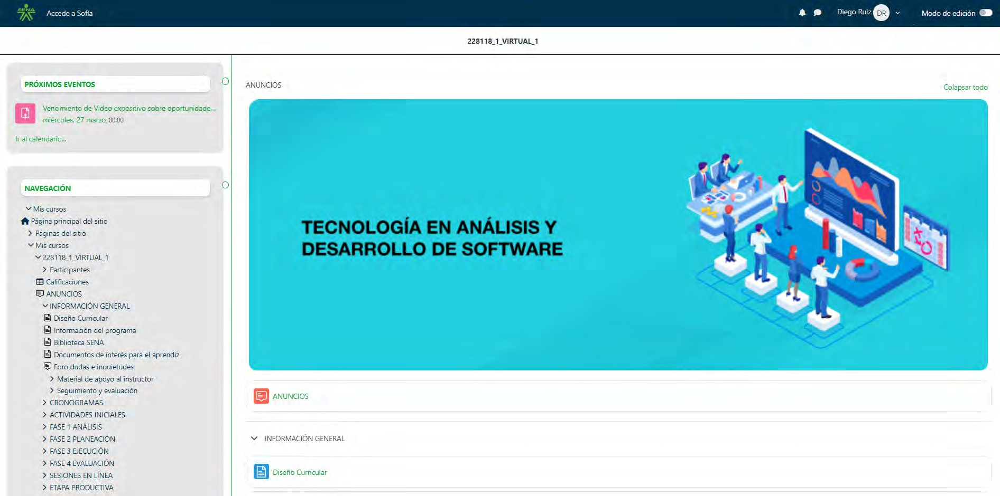 SENA
Accede a Sofía
Diego Ruiz
DR
Modo de edición
228118_1_VIRTUAL_1
PRÓXIMOS EVENTOS
Vencimiento de Video expositivo sobre oportunidade...
miércoles, 27 marzo, 00:00
Ir al calendario...
NAVEGACIÓN
Mis cursos
Página principal del sitio
Páginas del sitio
Mis cursos
228118_1_VIRTUAL_1
Participantes
Calificaciones
ANUNCIOS
INFORMACIÓN GENERAL
Diseño Curricular
Información del programa
Biblioteca SENA
Documentos de interés para el aprendiz
Foro dudas e inquietudes
Material de apoyo al instructor
Seguimiento y evaluación
CRONOGRAMAS
ACTIVIDADES INICIALES
FASE 1 ANÁLISIS
FASE 2 PLANEACIÓN
FASE 3 EJECUCIÓN
FASE 4 EVALUACIÓN
SESIONES EN LÍNEA
ETAPA PRODUCTIVA
ANUNCIOS
Colapsar todo
TECNOLOGÍA EN ANÁLISIS Y
DESARROLLO DE SOFTWARE
ANUNCIOS
INFORMACIÓN GENERAL
Diseño Curricular